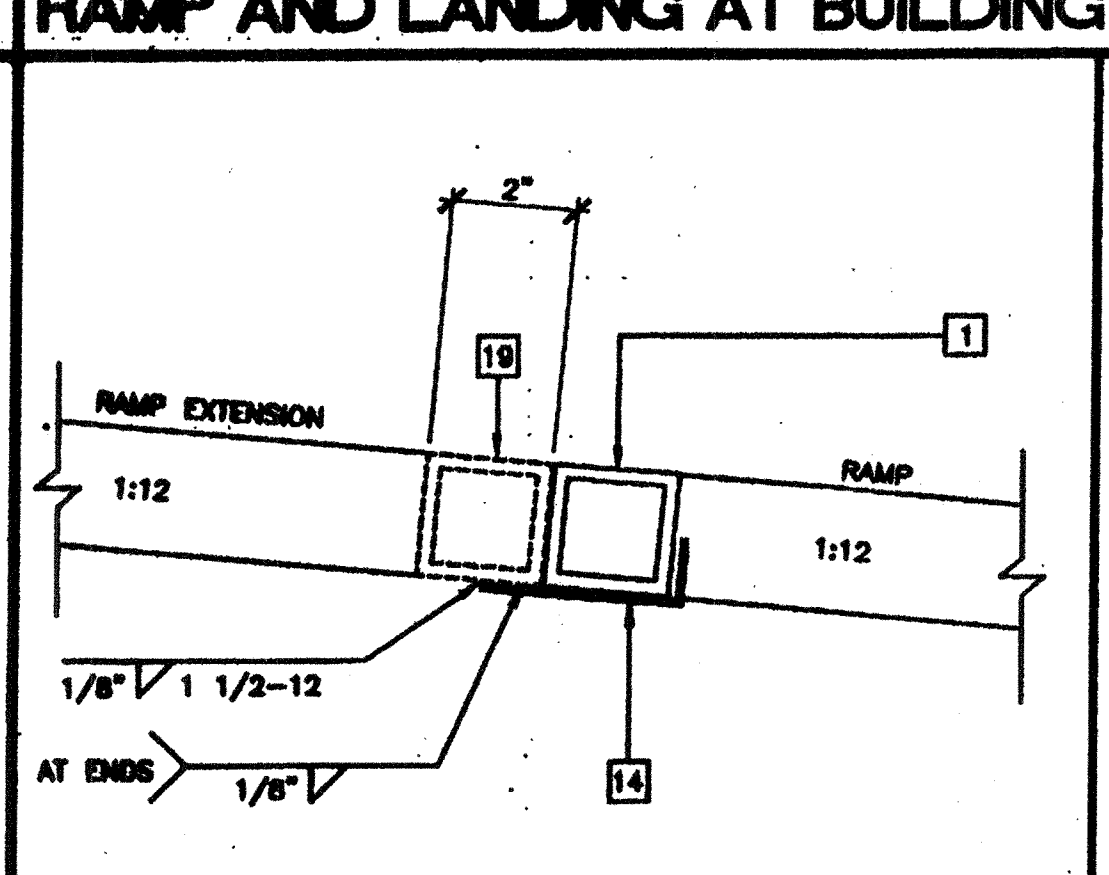 RAMP AND LANDING AT BUILDING
2"
1
19
RAMP EXTENSION
RAMP
1:12
1:12
1/8" 1 1/2-12
AT ENDS
1/8"
14